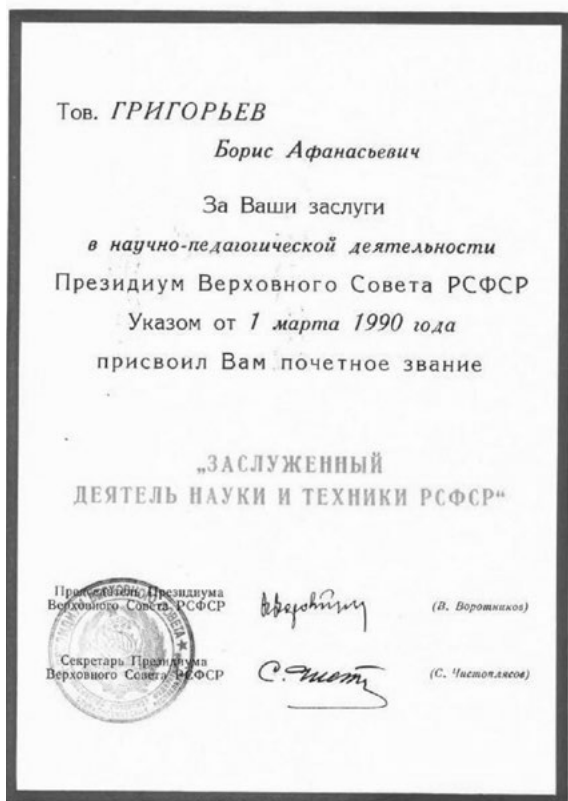 Тов. ГРИГОРЬЕВ
Борис Афанасьевич
За Ваши заслуги
в научно-педагогической деятельности
Президиум Верховного Совета РСФСР
Указом от 1 марта 1990 года
присвоил Вам почетное звание
„ЗАСЛУЖЕННЫЙ
ДЕЯТЕЛЬ НАУКИ И ТЕХНИКИ РСФСР“
Председатель Президиума
Верховного Совета РСФСР
(В. Воротников)
Секретарь Президиума
Верховного Совета РСФСР
С. Чист
(С. Чистоплясов)